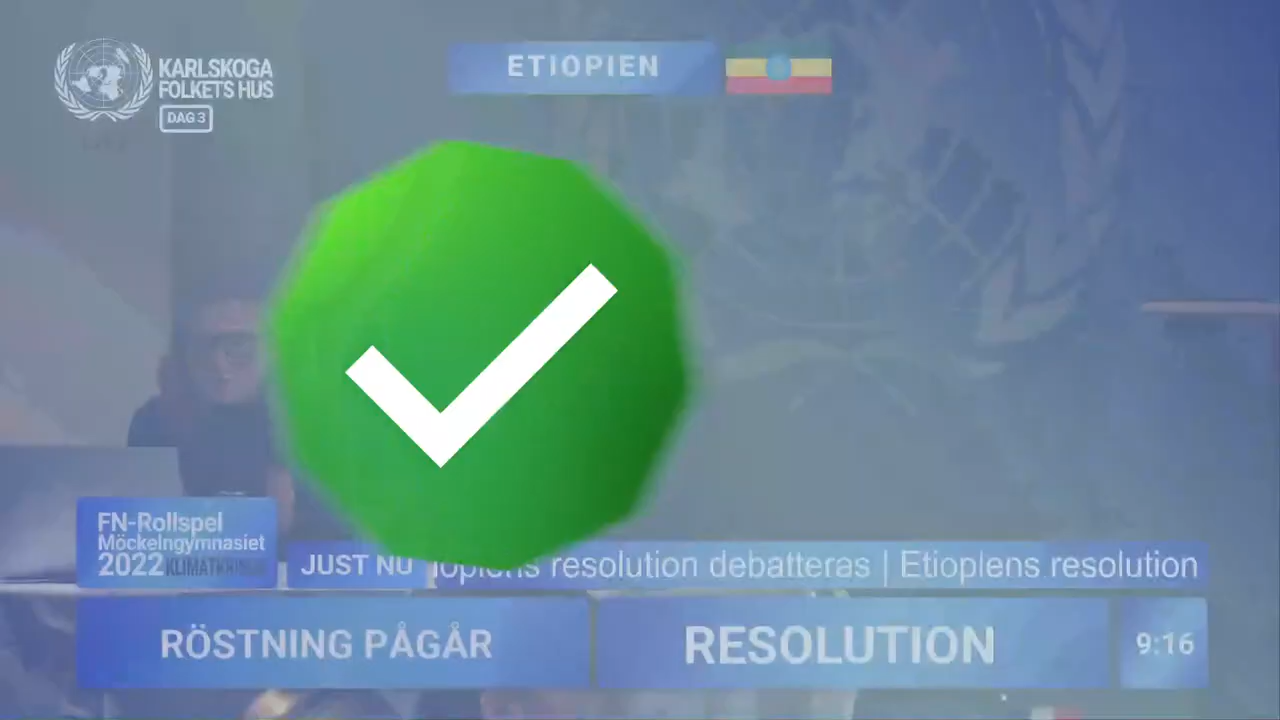 KARLSKOGA
FOLKETS HUS
DAG 3
ETIOPIEN
FN-Rollspel
Möckelngymnasiet
2022 KLIMATKRISEN
JUST NU
resolution debatteras | Etiopiens resolution
RÖSTNING PÅGÅR
RESOLUTION
9:16